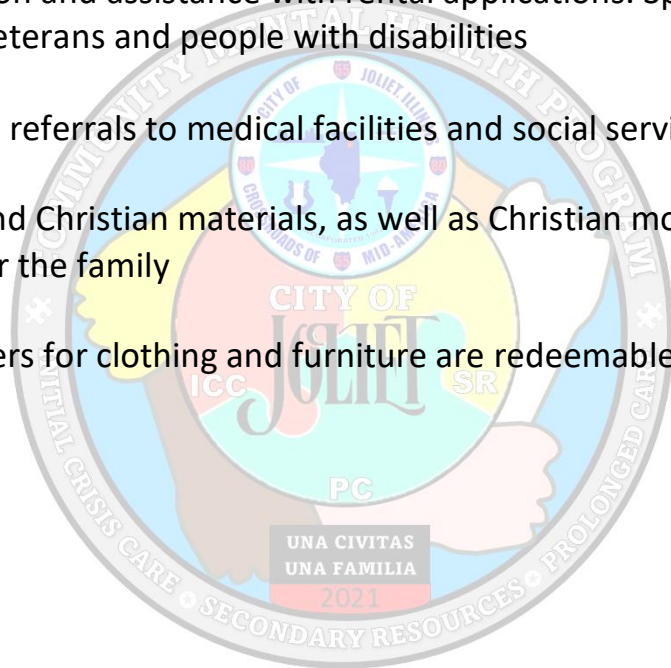 on and assistance with rental applications. Sp
eterans and people with disabilities
referrals to medical facilities and social servi
nd Christian materials, as well as Christian mo
r the family
ers for clothing and furniture are redeemable
COMMUNITY MENTAL HEALTH PROGRAM
CITY OF JOLIET, ILLINOIS
CROSSROADS OF MID-AMERICA
CITY OF
JOLIET
ICC
SR
PC
UNA CIVITAS
UNA FAMILIA
2021
INITIAL CRISIS CARE SECONDARY RESOURCES PROLONGED CARE